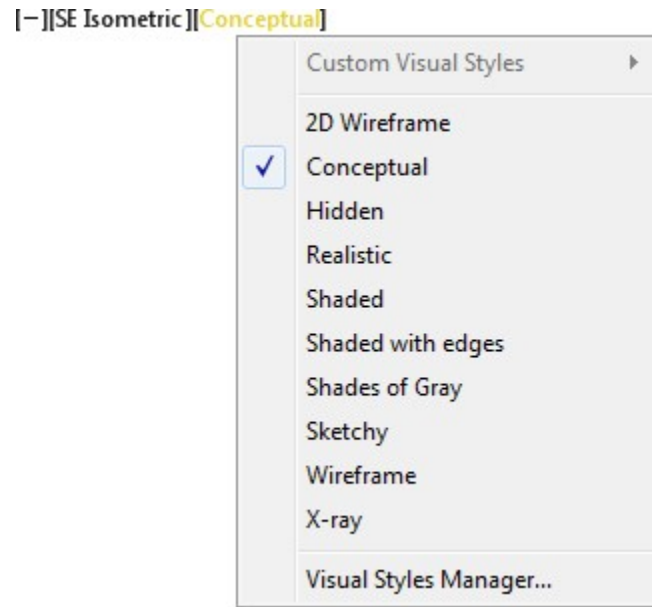 [−][SE Isometric][Conceptual]
Custom Visual Styles
2D Wireframe
Conceptual
Hidden
Realistic
Shaded
Shaded with edges
Shades of Gray
Sketchy
Wireframe
X-ray
Visual Styles Manager...